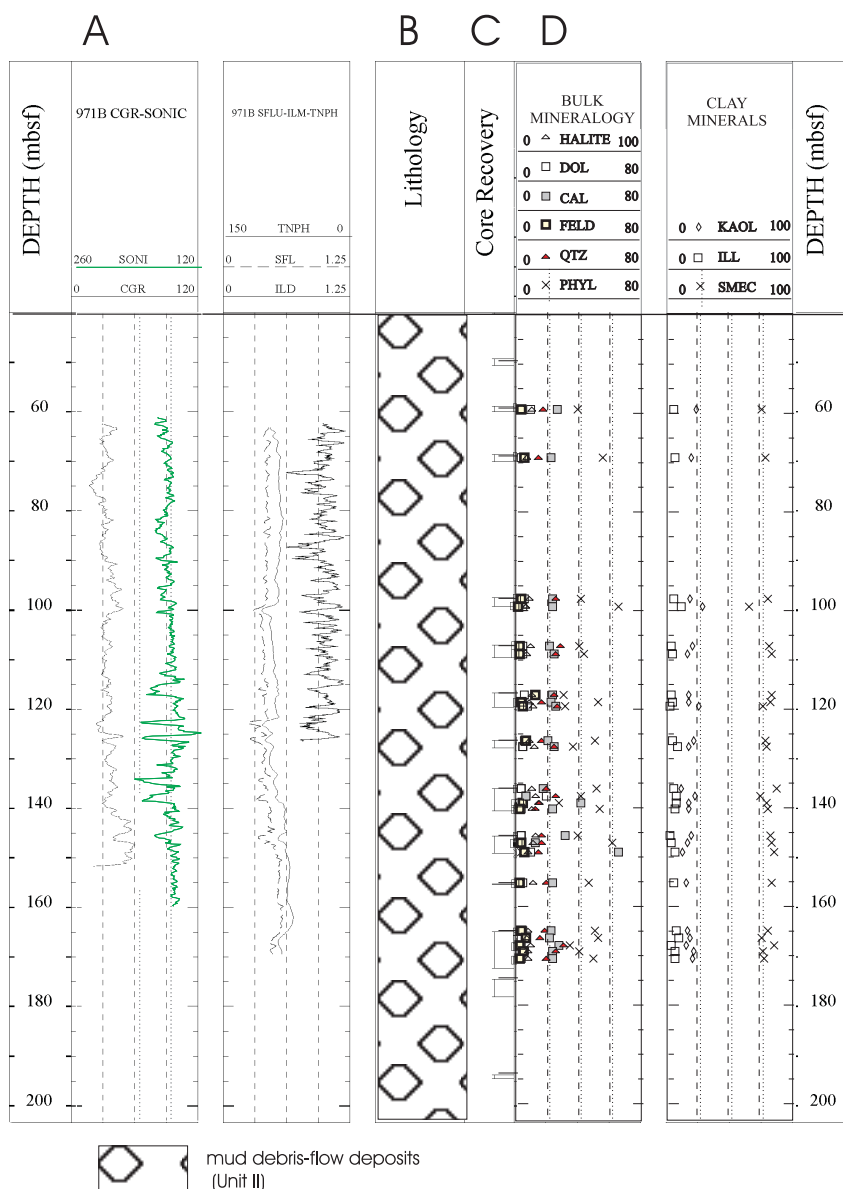 A B C D
DEPTH (mbsf)
971B CGR-SONIC
260 SONI 120
0 CGR 120
971B SFLU-ILM-TNPH
150 TNPH 0
0 SFL 1.25
0 ILD 1.25
Lithology
Core Recovery
BULK
MINERALOGY
0 HALITE 100
0 DOL 80
0 CAL 80
0 FELD 80
0 QTZ 80
0 PHYL 80
CLAY
MINERALS
0 KAOL 100
0 ILL 100
0 SMEC 100
DEPTH (mbsf)
60 60
80 80
100 100
120 120
140 140
160 160
180 180
200 200
mud debris-flow deposits
(Unit II)